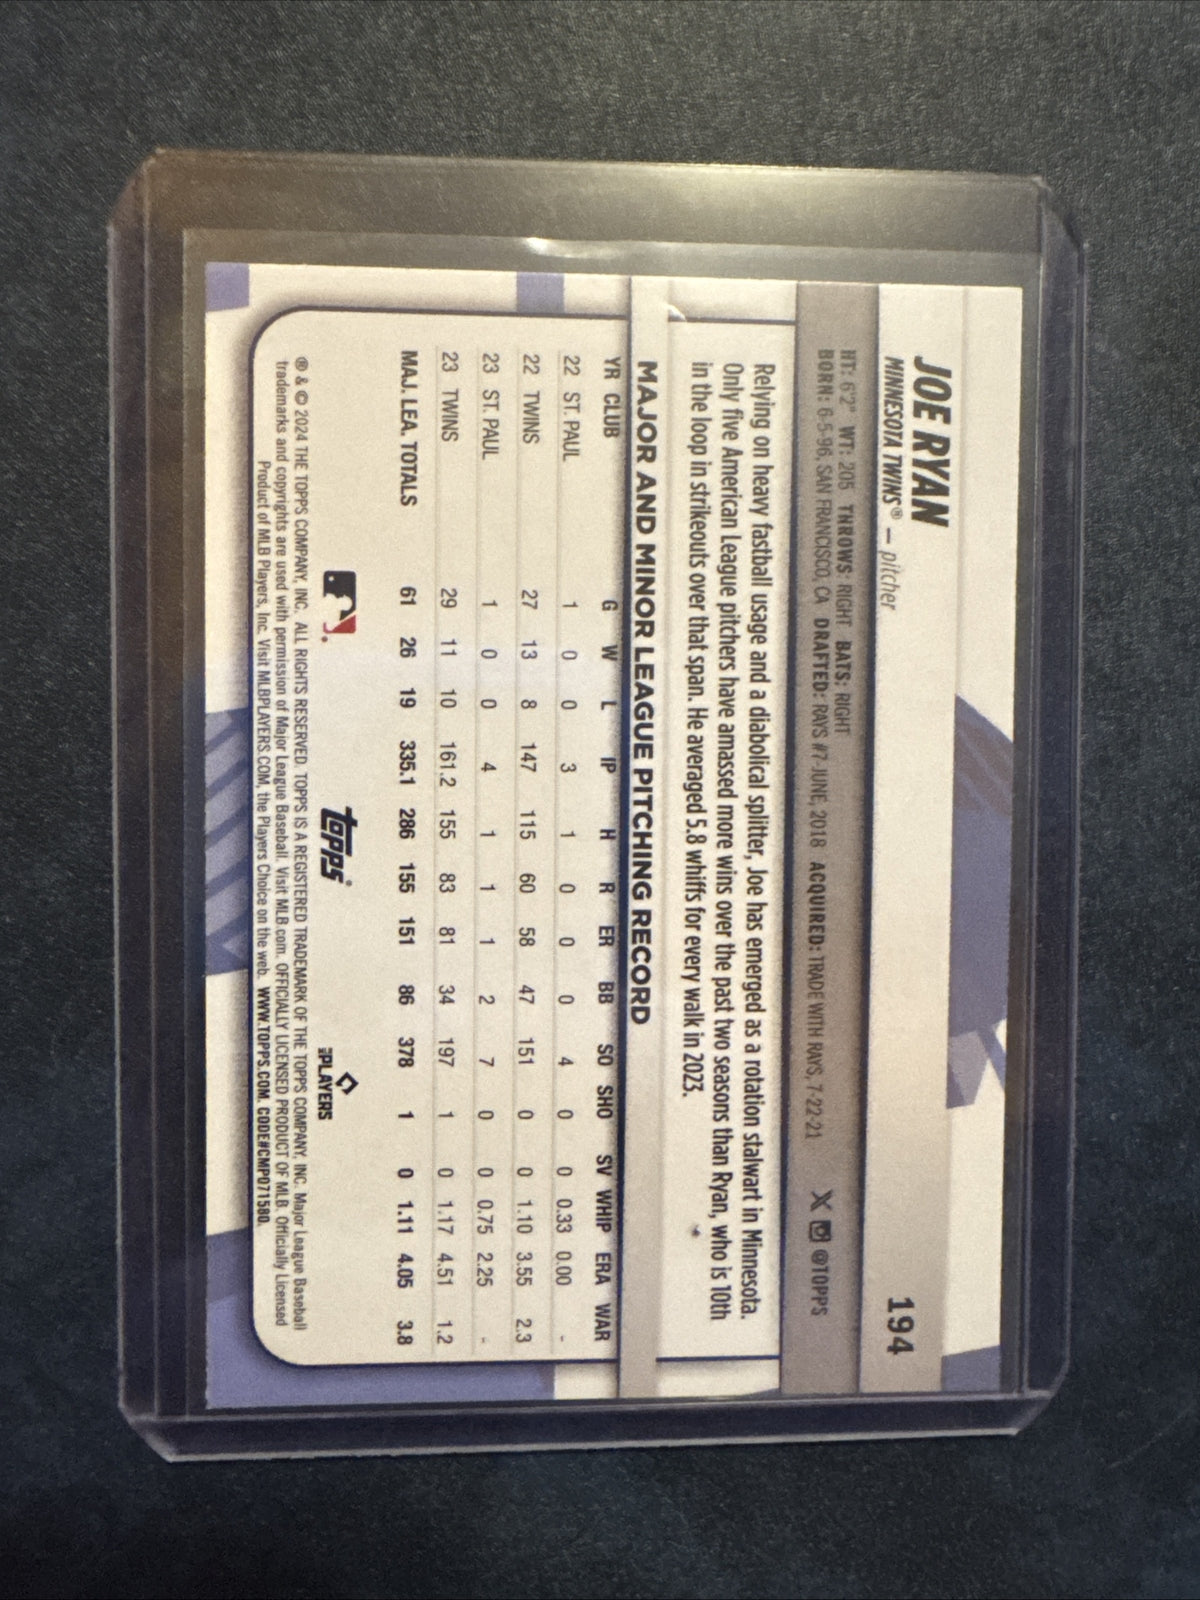 194
JOE RYAN
MINNESOTA TWINS® – pitcher
HT: 6'2" WT: 205 THROWS: RIGHT BATS: RIGHT
BORN: 6-5-96, SAN FRANCISCO, CA DRAFTED: RAYS #7-JUNE, 2018 ACQUIRED: TRADE WITH RAYS, 7-22-21
X @TOPPS
Relying on heavy fastball usage and a diabolical splitter, Joe has emerged as a rotation stalwart in Minnesota.
Only five American League pitchers have amassed more wins over the past two seasons than Ryan, who is 10th
in the loop in strikeouts over that span. He averaged 5.8 whiffs for every walk in 2023.
MAJOR AND MINOR LEAGUE PITCHING RECORD
YR CLUB G W L IP H R ER BB SO SHO SV WHIP ERA WAR
22 ST. PAUL 1 0 0 3 1 0 0 0 4 0 0 0.33 0.00 -
22 TWINS 27 13 8 147 115 60 58 47 151 0 0 1.10 3.55 2.3
23 ST. PAUL 1 0 0 4 1 1 1 2 7 0 0 0.75 2.25 -
23 TWINS 29 11 10 161.2 155 83 81 34 197 1 0 1.17 4.51 1.2
MAJ. LEA. TOTALS 61 26 19 335.1 286 155 151 86 378 1 0 1.11 4.05 3.8
topps®
MLB PLAYERS
® & © 2024 THE TOPPS COMPANY, INC. ALL RIGHTS RESERVED. TOPPS IS A REGISTERED TRADEMARK OF THE TOPPS COMPANY, INC. Major League Baseball
trademarks and copyrights are used with permission of Major League Baseball. Visit MLB.com. OFFICIALLY LICENSED PRODUCT OF MLB. Officially Licensed
Product of MLB Players, Inc. Visit MLBPLAYERS.COM, the Players Choice on the web. WWW.TOPPS.COM. CODE#CMP071580.